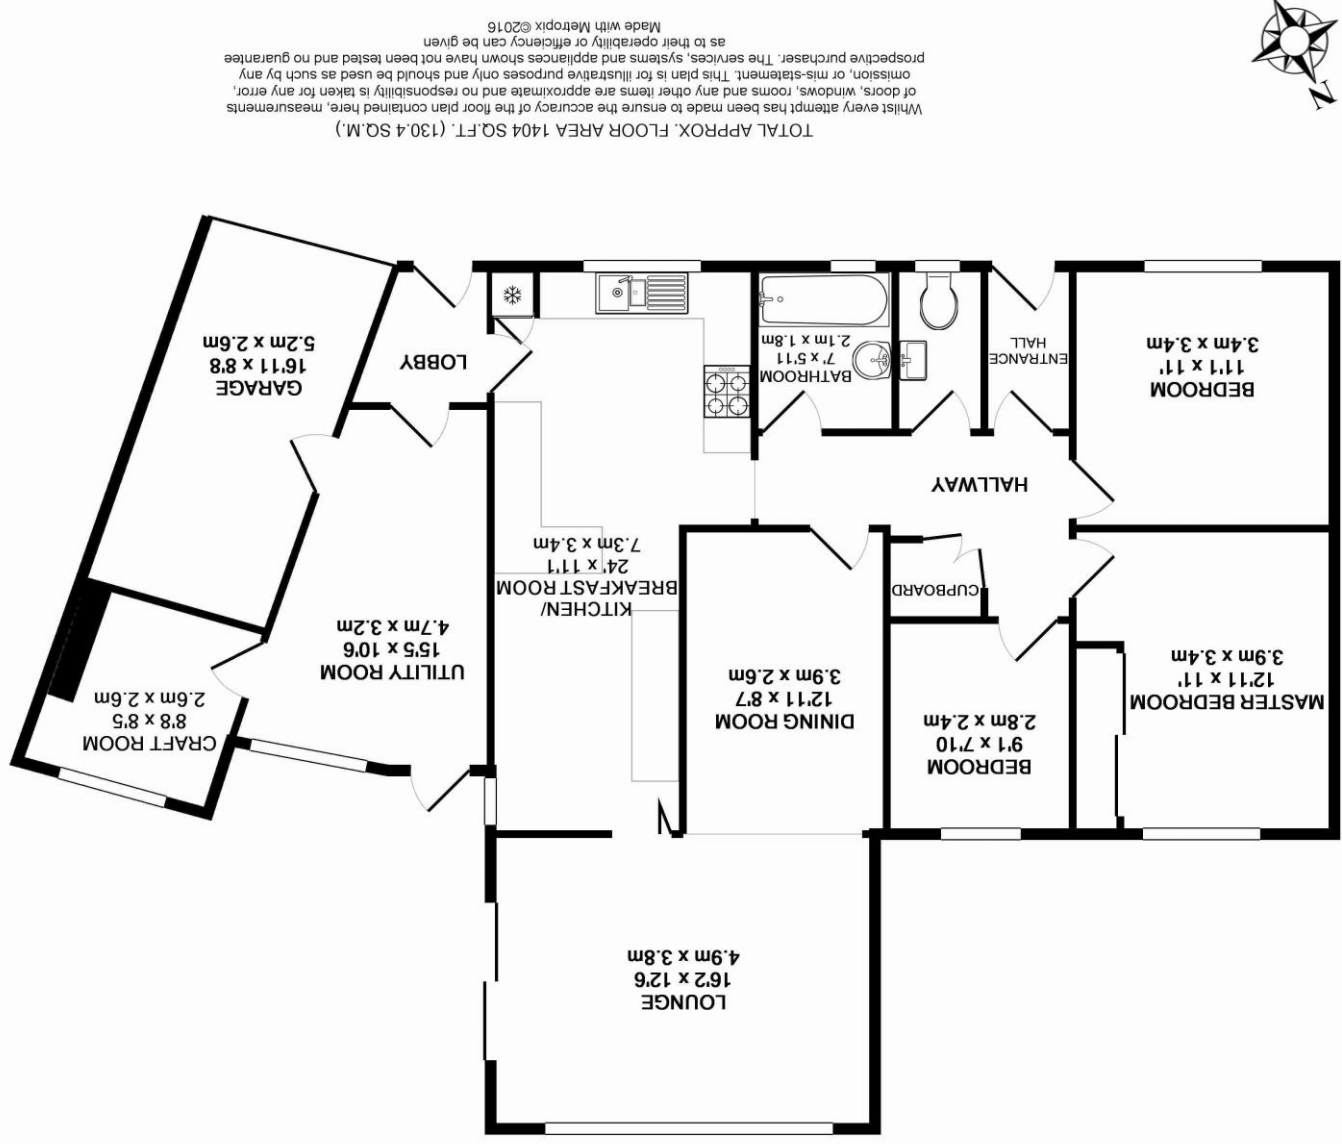 LOUNGE
16'2 x 12'6
4.9m x 3.8m
MASTER BEDROOM
12'11 x 11'
3.9m x 3.4m
BEDROOM
9'1 x 7'10
2.8m x 2.4m
DINING ROOM
12'11 x 8'7
3.9m x 2.6m
KITCHEN/
BREAKFAST ROOM
24' x 11'1
7.3m x 3.4m
UTILITY ROOM
15'5 x 10'6
4.7m x 3.2m
CRAFT ROOM
8'8 x 8'5
2.6m x 2.6m
CUPBOARD
HALLWAY
BEDROOM
11'1 x 11'
3.4m x 3.4m
ENTRANCE
HALL
BATHROOM
7' x 5'11
2.1m x 1.8m
LOBBY
GARAGE
16'11 x 8'8
5.2m x 2.6m
N
TOTAL APPROX. FLOOR AREA 1404 SQ.FT. (130.4 SQ.M.)
Whilst every attempt has been made to ensure the accuracy of the floor plan contained here, measurements
of doors, windows, rooms and any other items are approximate and no responsibility is taken for any error,
omission, or mis-statement. This plan is for illustrative purposes only and should be used as such by any
prospective purchaser. The services, systems and appliances shown have not been tested and no guarantee
as to their operability or efficiency can be given
Made with Metropix ©2016